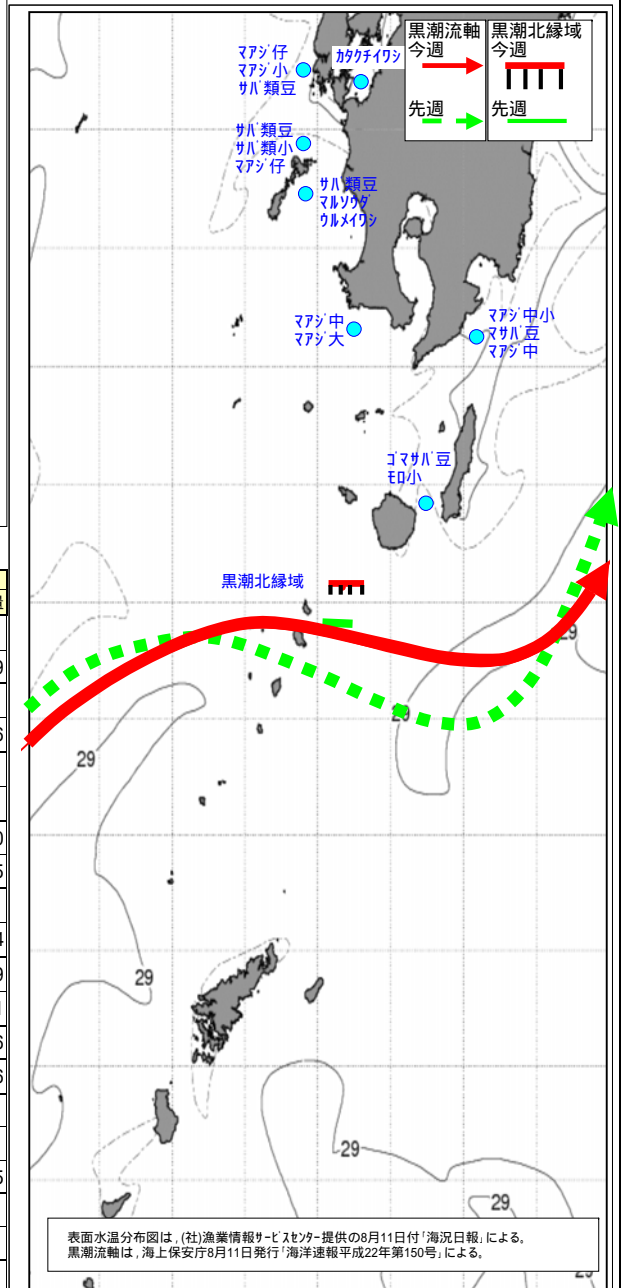 黒潮流軸
今週
先週
黒潮北縁域
今週
先週
マアジ仔
マアジ小
サバ類豆
カタクチイワシ
サバ類豆
サバ類小
マアジ仔
サバ類豆
マルソウダ
ウルメイワシ
マアジ中
マアジ大
マアジ中小
マサバ豆
マアジ中
ゴマサバ豆
モロ小
黒潮北縁域
29
29
29
29
29
29
表面水温分布図は,(社)漁業情報サービスセンター提供の8月11日付「海況日報」による。
黒潮流軸は,海上保安庁8月11日発行「海洋速報平成22年第150号」による。